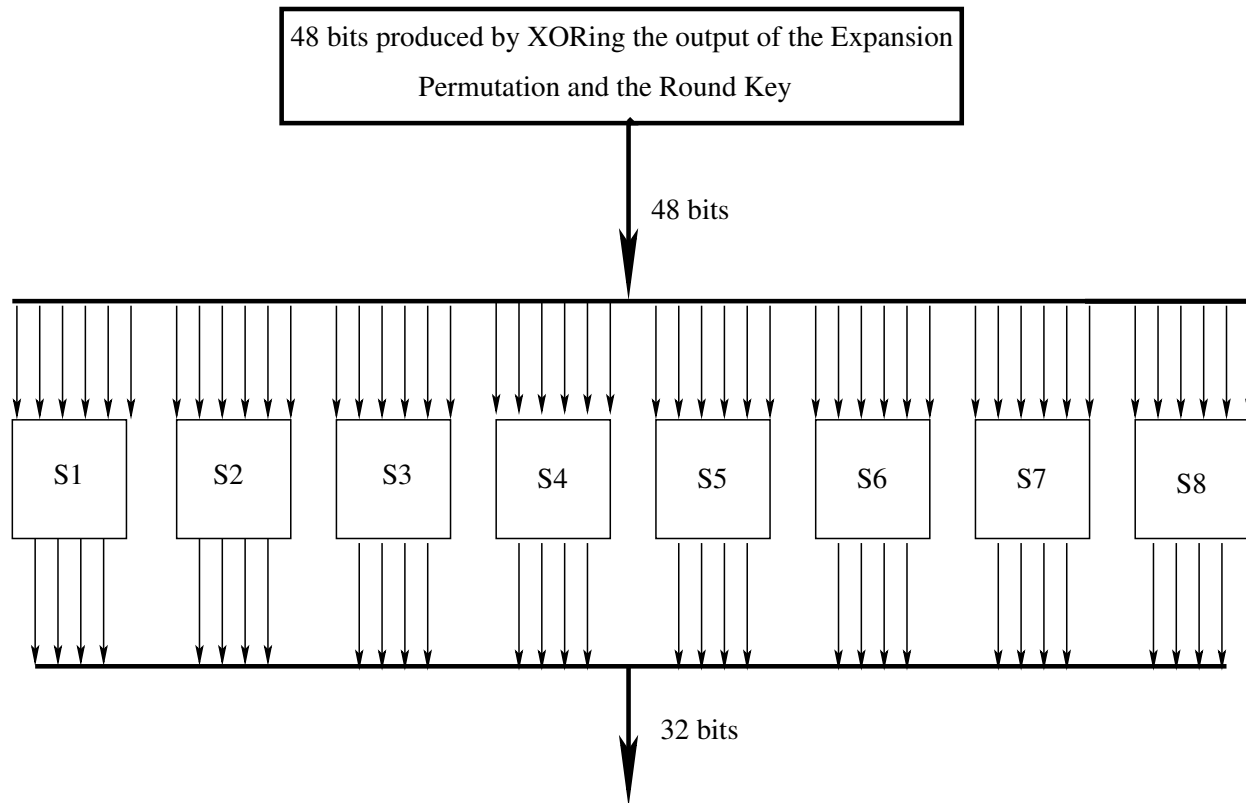 48 bits produced by XORing the output of the Expansion
Permutation and the Round Key
48 bits
S1 S2 S3 S4 S5 S6 S7 S8
32 bits